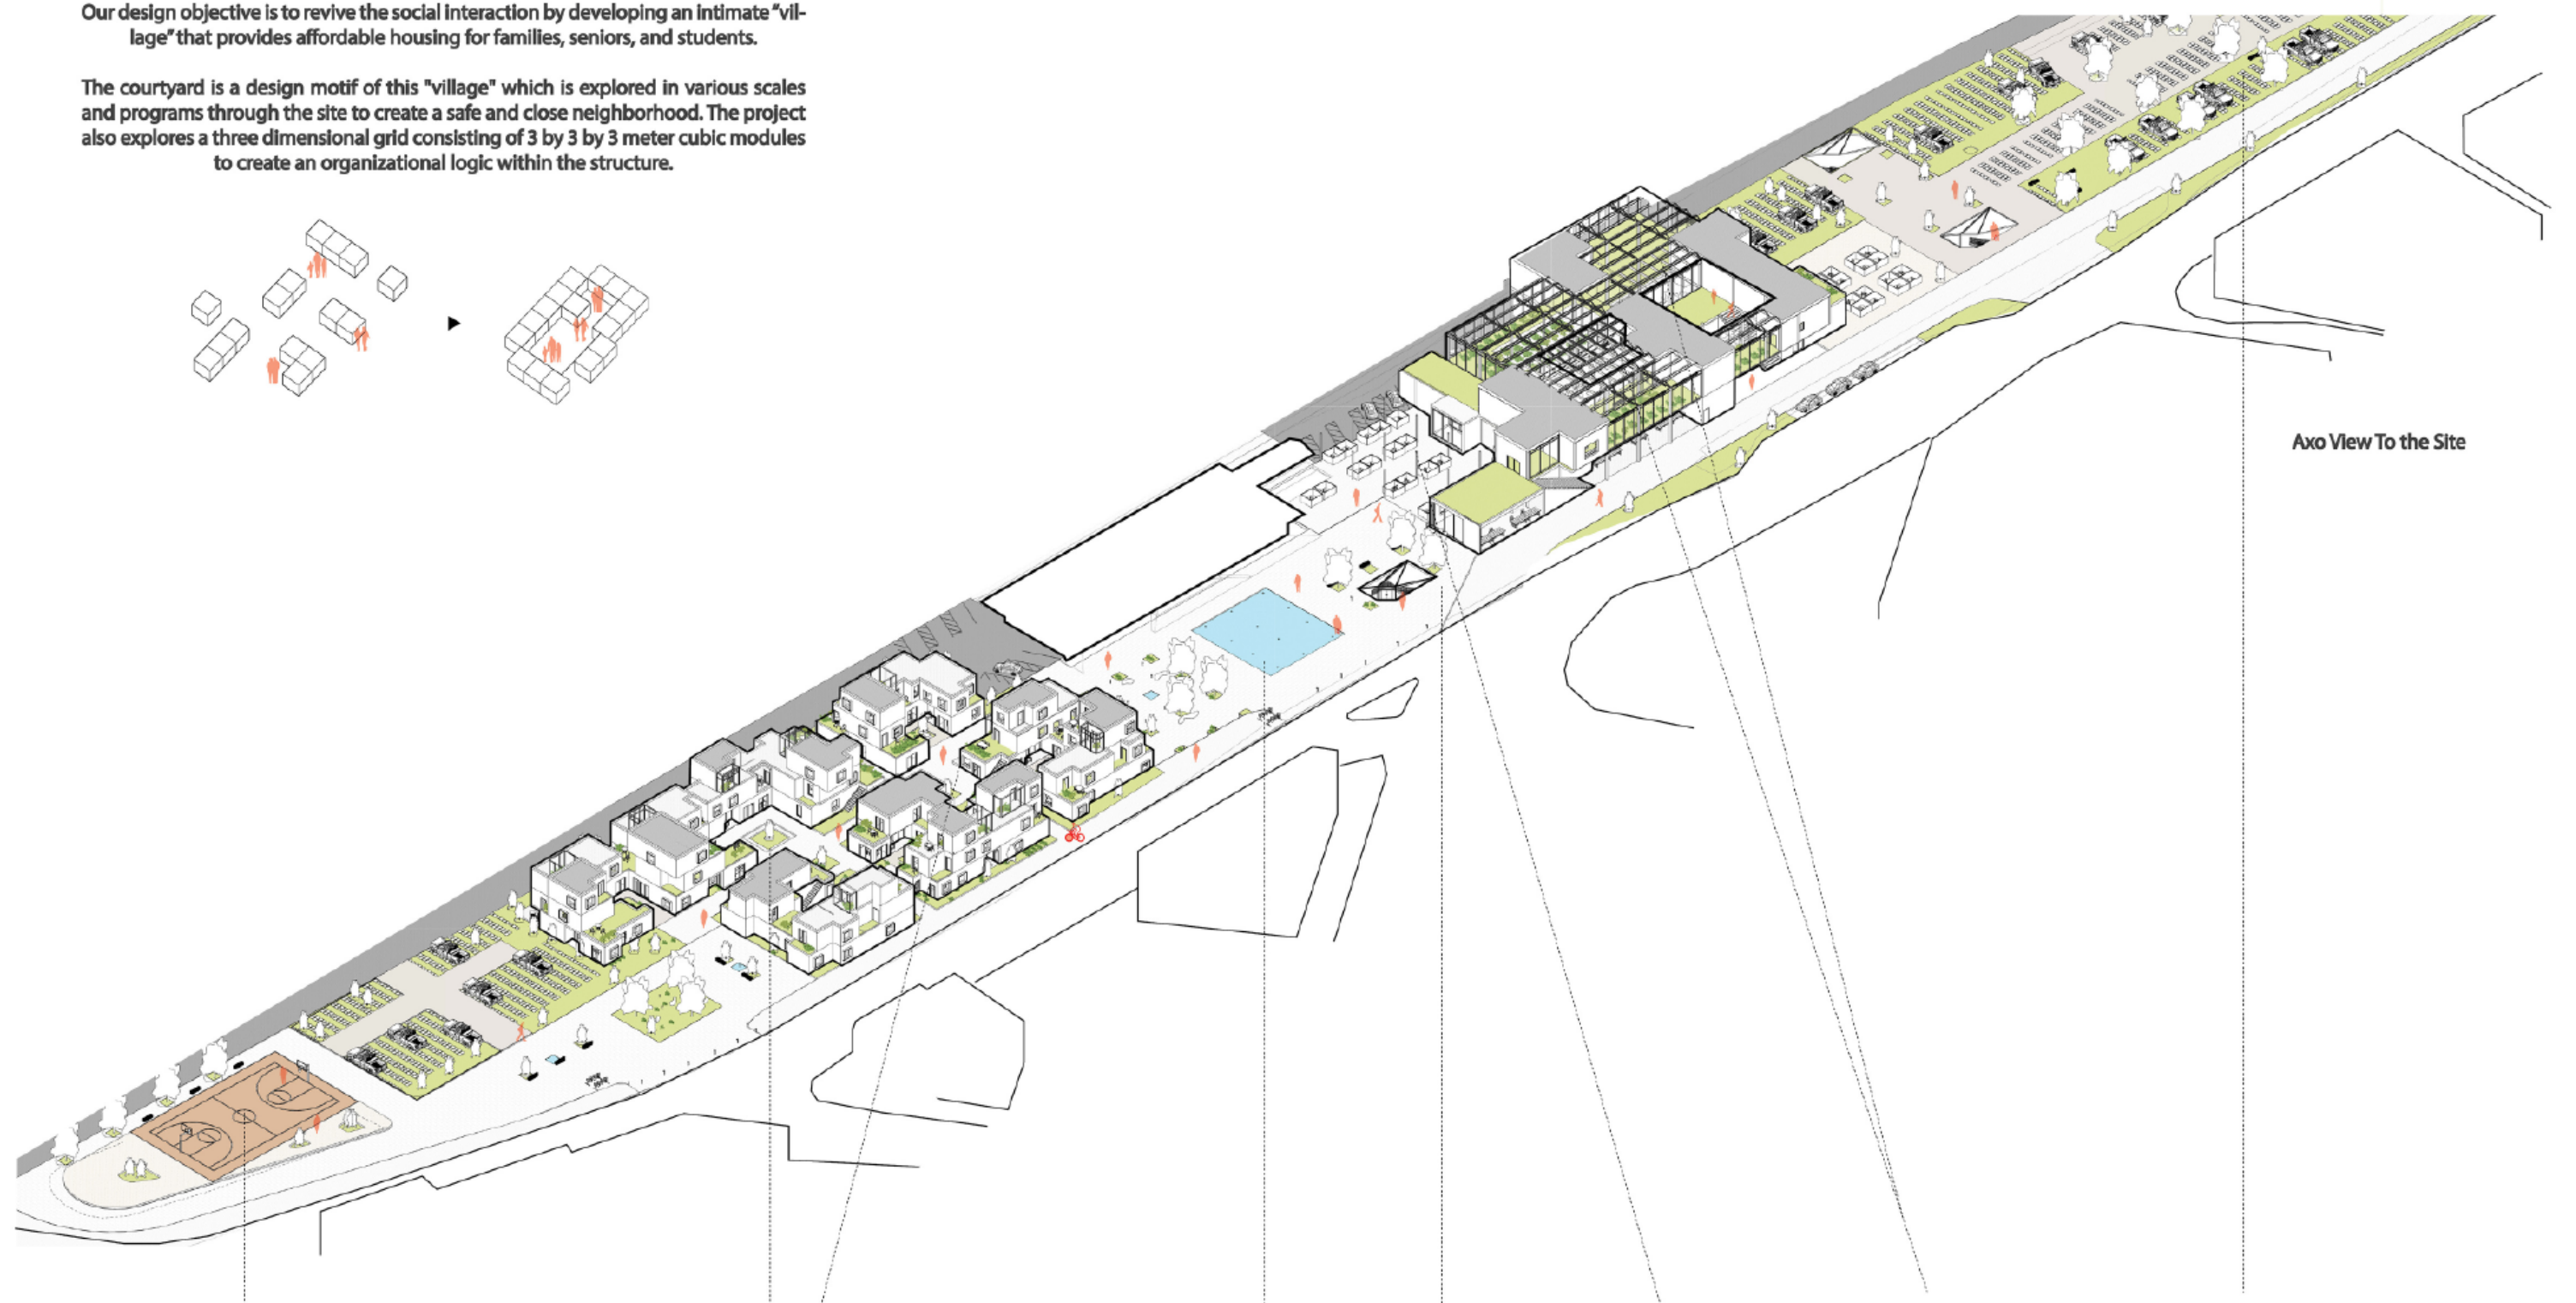 Our design objective is to revive the social interaction by developing an intimate "vil-
lage" that provides affordable housing for families, seniors, and students.
The courtyard is a design motif of this "village" which is explored in various scales
and programs through the site to create a safe and close neighborhood. The project
also explores a three dimensional grid consisting of 3 by 3 by 3 meter cubic modules
to create an organizational logic within the structure.
Axo View To the Site